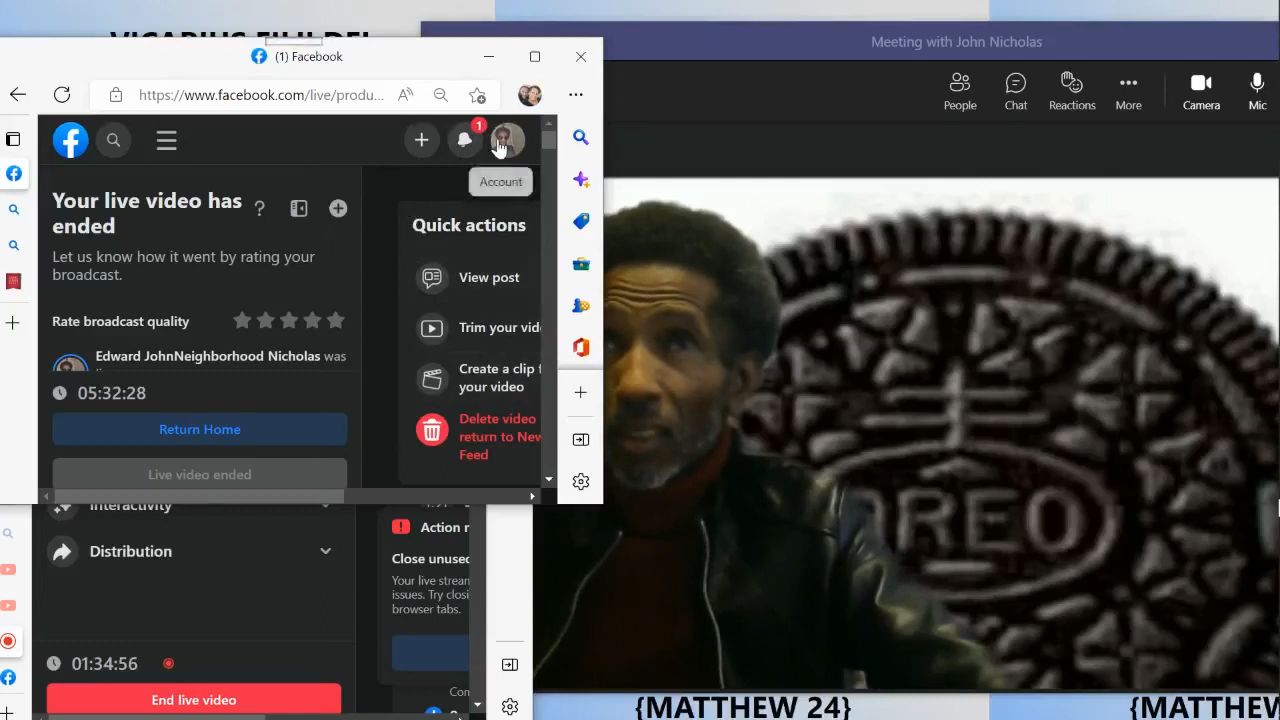 Meeting with John Nicholas
(1) Facebook
https://www.facebook.com/live/produ...
People
Chat
Reactions
More
Camera
Mic
1
Account
Your live video has
ended
Let us know how it went by rating your
broadcast.
Rate broadcast quality
Edward JohnNeighborhood Nicholas was
05:32:28
Return Home
Live video ended
Quick actions
View post
Trim your vid
Create a clip f
your video
Delete video
return to New
Feed
Interactivity
Distribution
01:34:56
End live video
Action r
Close unused
Your live strean
issues. Try closi
browser tabs.
Con
OREO
{MATTHEW 24}
{MATTHEW